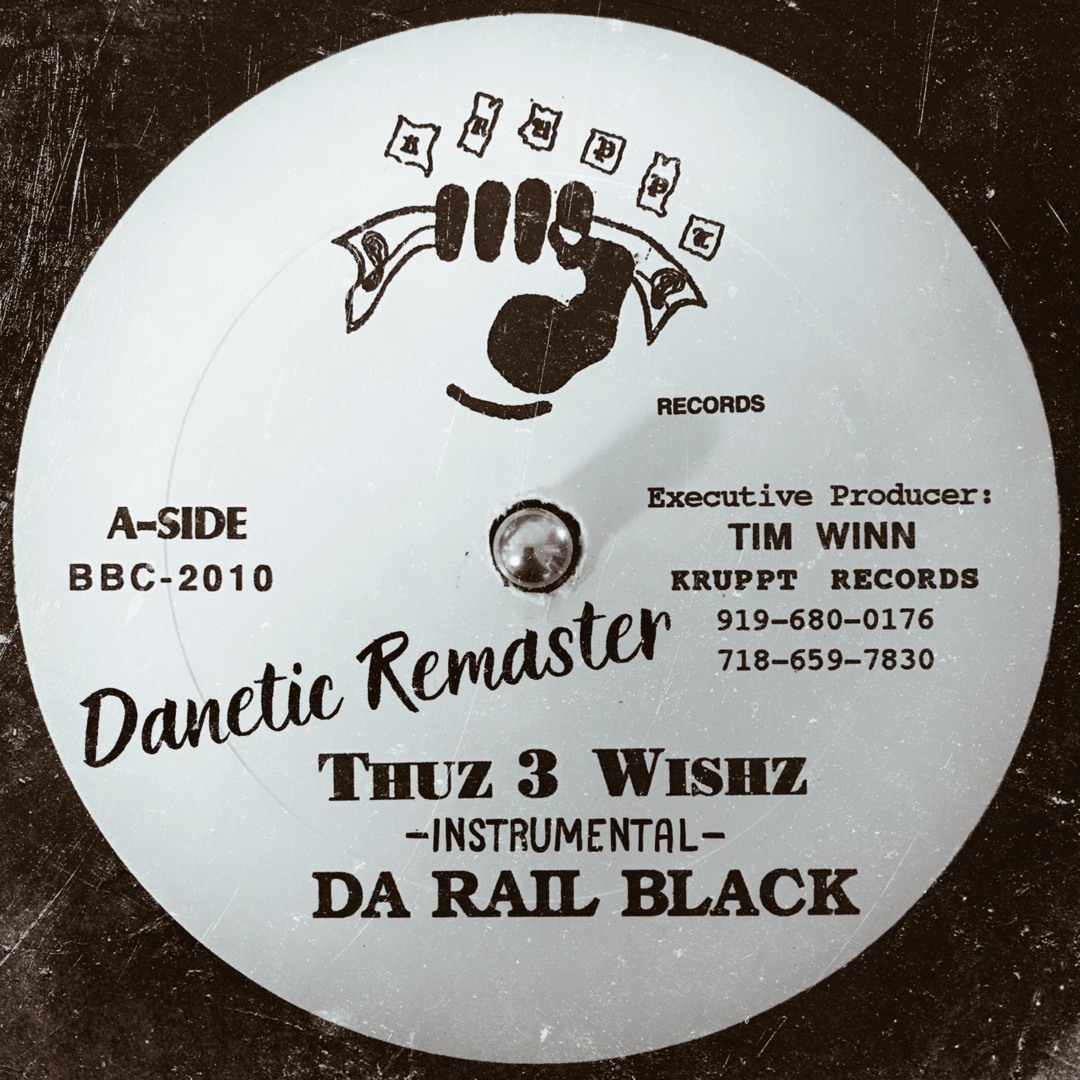 K R U P P T
RECORDS
A-SIDE
BBC-2010
Executive Producer:
TIM WINN
KRUPPT RECORDS
919-680-0176
718-659-7830
Danetic Remaster
THUZ 3 WISHZ
-INSTRUMENTAL-
DA RAIL BLACK